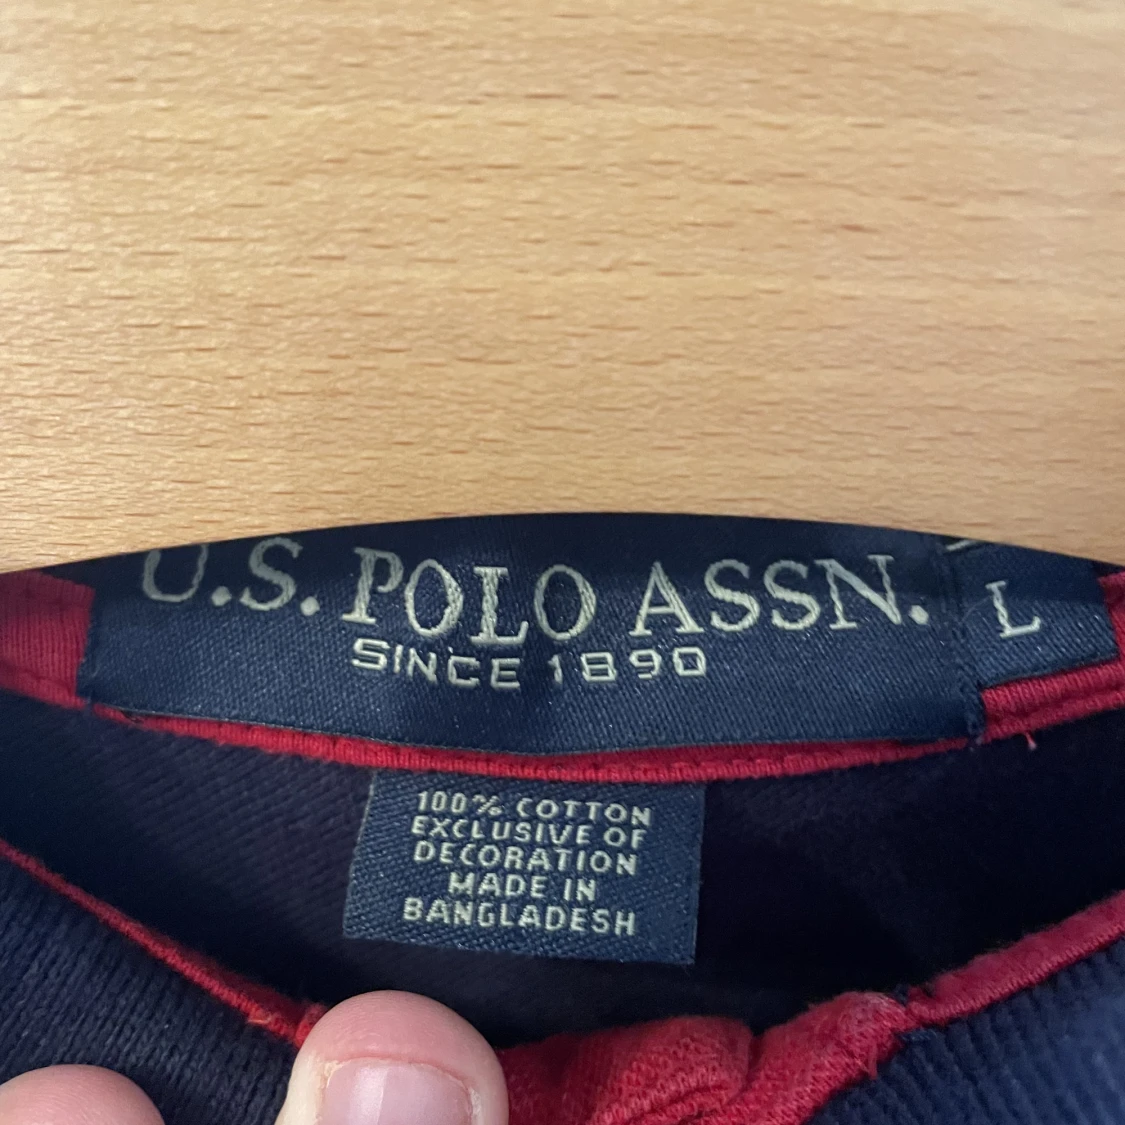 U.S. POLO ASSN.
SINCE 1890
L
100% COTTON
EXCLUSIVE OF
DECORATION
MADE IN
BANGLADESH